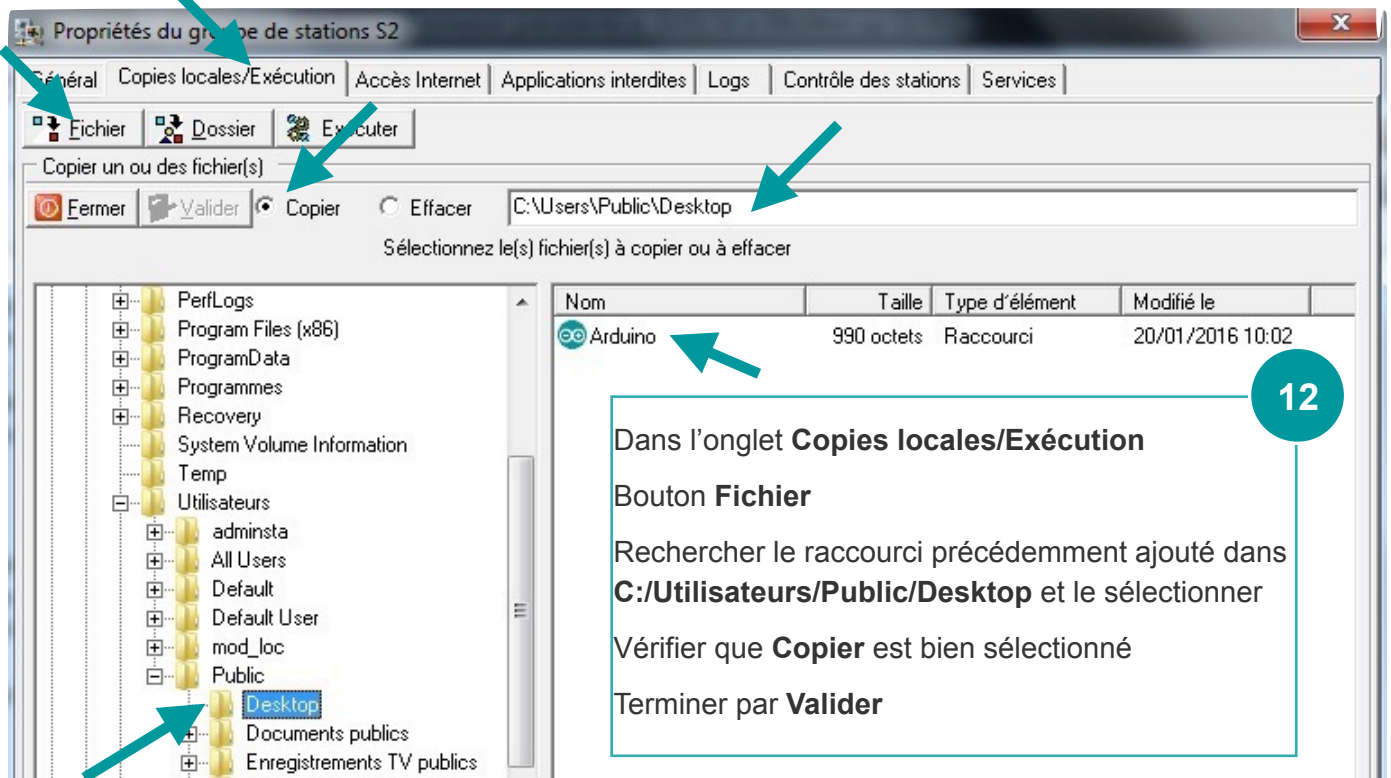 Propriétés du groupe de stations S2
Général Copies locales/Exécution Accès Internet Applications interdites Logs Contrôle des stations Services
Fichier Dossier Exécuter
Copier un ou des fichier(s)
Fermer Valider Copier Effacer C:\Users\Public\Desktop
Sélectionnez le(s) fichier(s) à copier ou à effacer
PerfLogs
Program Files (x86)
ProgramData
Programmes
Recovery
System Volume Information
Temp
Utilisateurs
adminsta
All Users
Default
Default User
mod_loc
Public
Desktop
Documents publics
Enregistrements TV publics
Nom Taille Type d'élément Modifié le
Arduino 990 octets Raccourci 20/01/2016 10:02
12
Dans l’onglet Copies locales/Exécution
Bouton Fichier
Rechercher le raccourci précédemment ajouté dans
C:/Utilisateurs/Public/Desktop et le sélectionner
Vérifier que Copier est bien sélectionné
Terminer par Valider